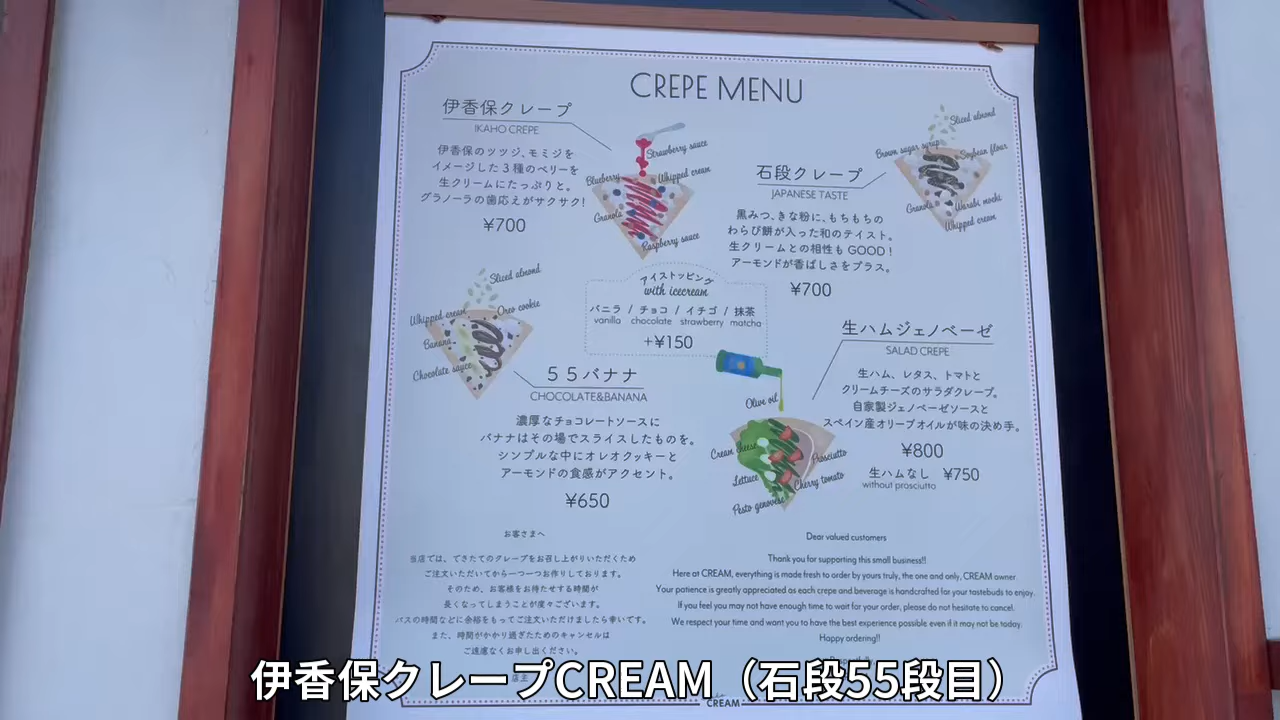 CREPE MENU
伊香保クレープ
IKAHO CREPE
伊香保のツツジ、モミジを
イメージした３種のベリーを
生クリームにたっぷりと。
グラノーラの歯応えがサクサク！
¥700
Strawberry sauce
Blueberry
Whipped cream
Granola
Raspberry sauce
石段クレープ
JAPANESE TASTE
黒みつ、きな粉に、もちもちの
わらび餅が入った和のテイスト。
生クリームとの相性も GOOD！
アーモンドが香ばしさをプラス。
¥700
Sliced almond
Brown sugar syrup
Soybean flour
Granola
Warabi mochi
Whipped cream
アイストッピング
with icecream
バニラ / チョコ / イチゴ / 抹茶
vanilla chocolate strawberry matcha
+¥150
Sliced almond
Whipped cream
Oreo cookie
Banana
Chocolate sauce
５５バナナ
CHOCOLATE&BANANA
濃厚なチョコレートソースに
バナナはその場でスライスしたものを。
シンプルな中にオレオクッキーと
アーモンドの食感がアクセント。
¥650
生ハムジェノベーゼ
SALAD CREPE
生ハム、レタス、トマトと
クリームチーズのサラダクレープ。
自家製ジェノベーゼソースと
スペイン産オリーブオイルが味の決め手。
¥800
生ハムなし ¥750
without prosciutto
Olive oil
Cream cheese
Prosciutto
Lettuce
Cherry tomato
Pesto genovese
お客さまへ
当店では、できたてのクレープをお召し上がりいただくため
ご注文いただいてから一つ一つお作りしております。
そのため、お客様をお待たせする時間が
長くなってしまうことが度々ございます。
バスの時間などに余裕をもってご注文いただけましたら幸いです。
また、時間がかかり過ぎたためのキャンセルは
ご遠慮なくお申し出ください。
店主
Dear valued customers
Thank you for supporting this small business!!
Here at CREAM, everything is made fresh to order by yours truly, the one and only, CREAM owner.
Your patience is greatly appreciated as each crepe and beverage is handcrafted for your tastebuds to enjoy.
If you feel you may not have enough time to wait for your order, please do not hesitate to cancel.
We respect your time and want you to have the best experience possible even if it may not be today.
Happy ordering!!
CREAM
伊香保クレープCREAM（石段55段目）